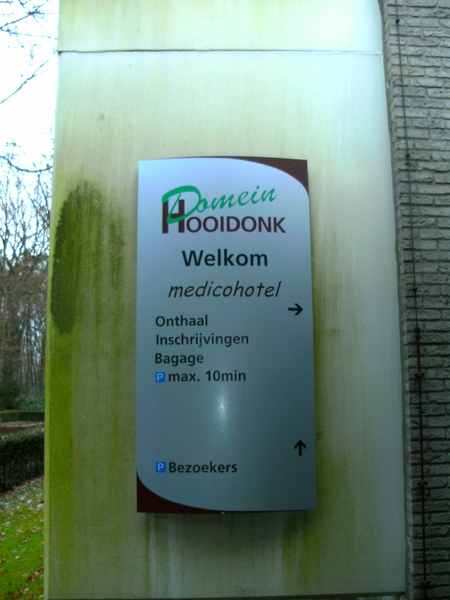 Domein
HOOIDONK
Welkom
medicohotel
→
Onthaal
Inschrijvingen
Bagage
P max. 10min
↑
P Bezoekers